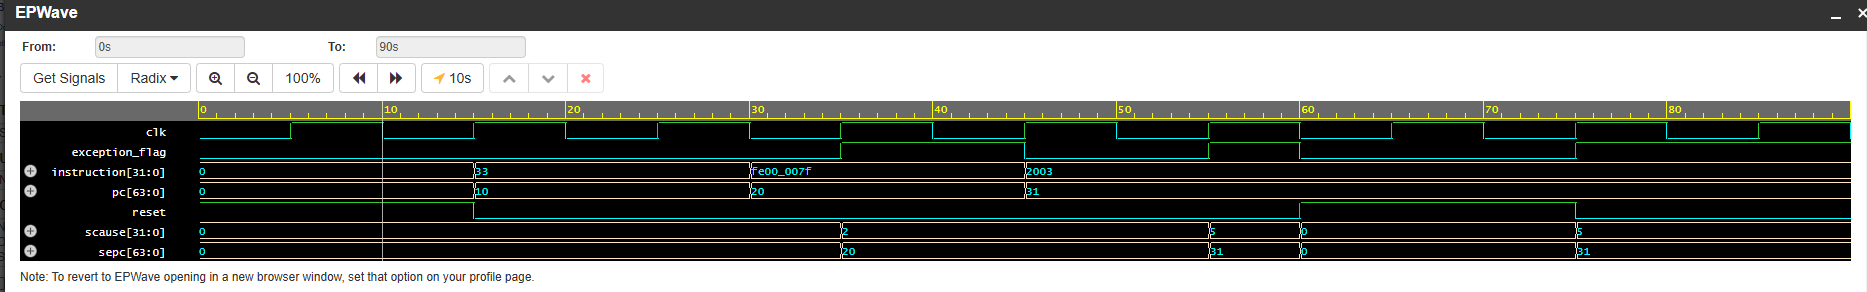 EPWave
From: 0s To: 90s
Get Signals Radix 100% 10s
0 10 20 30 40 50 60 70 80
clk
exception_flag
instruction[31:0] 0 33 fe00_007f 2003
pc[63:0] 0 10 20 31
reset
scause[31:0] 0 2 5 0 5
sepc[63:0] 0 20 31 0 31
Note: To revert to EPWave opening in a new browser window, set that option on your profile page.